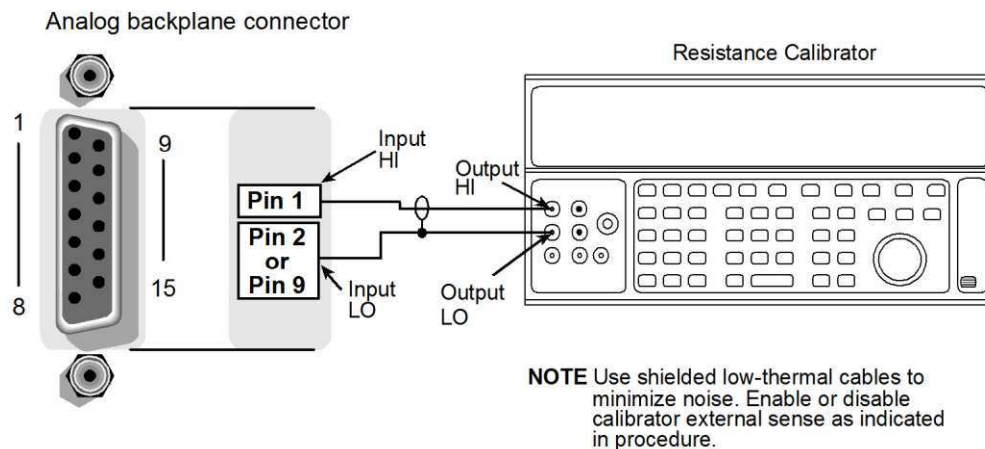 Analog backplane connector
Resistance Calibrator
1
9
Input
HI
Output
HI
Pin 1
Pin 2
or
Pin 9
8
15
Input
LO
Output
LO
NOTE Use shielded low-thermal cables to
minimize noise. Enable or disable
calibrator external sense as indicated
in procedure.